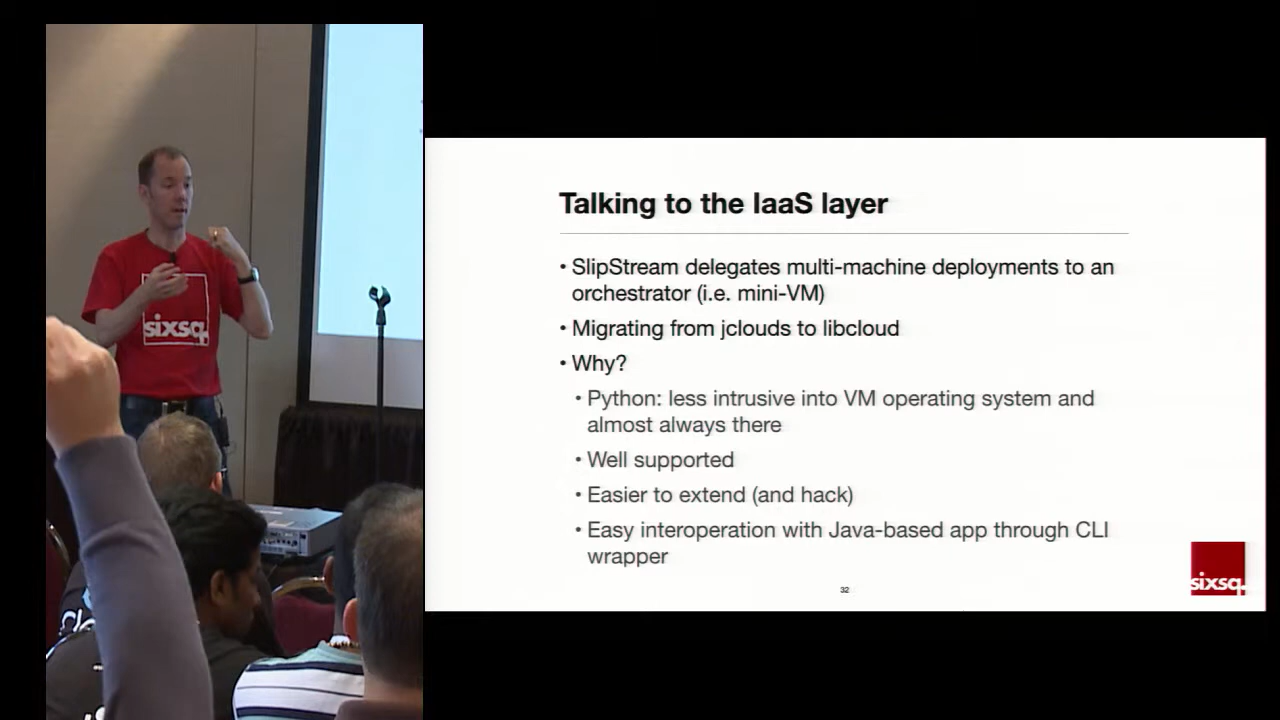 Talking to the IaaS layer
• SlipStream delegates multi-machine deployments to an
orchestrator (i.e. mini-VM)
• Migrating from jclouds to libcloud
• Why?
• Python: less intrusive into VM operating system and
almost always there
• Well supported
• Easier to extend (and hack)
• Easy interoperation with Java-based app through CLI
wrapper
32
sixsq.
sixsq.